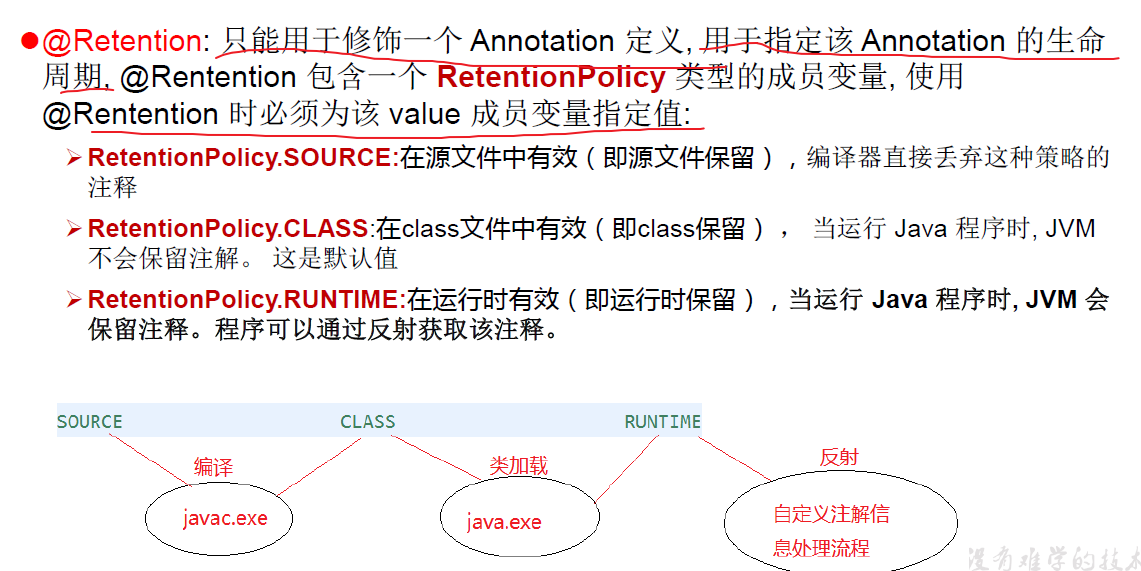 @Retention: 只能用于修饰一个 Annotation 定义, 用于指定该 Annotation 的生命
周期, @Rentention 包含一个 RetentionPolicy 类型的成员变量, 使用
@Rentention 时必须为该 value 成员变量指定值:
RetentionPolicy.SOURCE:在源文件中有效（即源文件保留），编译器直接丢弃这种策略的
注释
RetentionPolicy.CLASS:在class文件中有效（即class保留） ， 当运行 Java 程序时, JVM
不会保留注解。 这是默认值
RetentionPolicy.RUNTIME:在运行时有效（即运行时保留），当运行 Java 程序时, JVM 会
保留注释。程序可以通过反射获取该注释。
SOURCE CLASS RUNTIME
编译 类加载 反射
javac.exe java.exe 自定义注解信
息处理流程
没有难学的技术